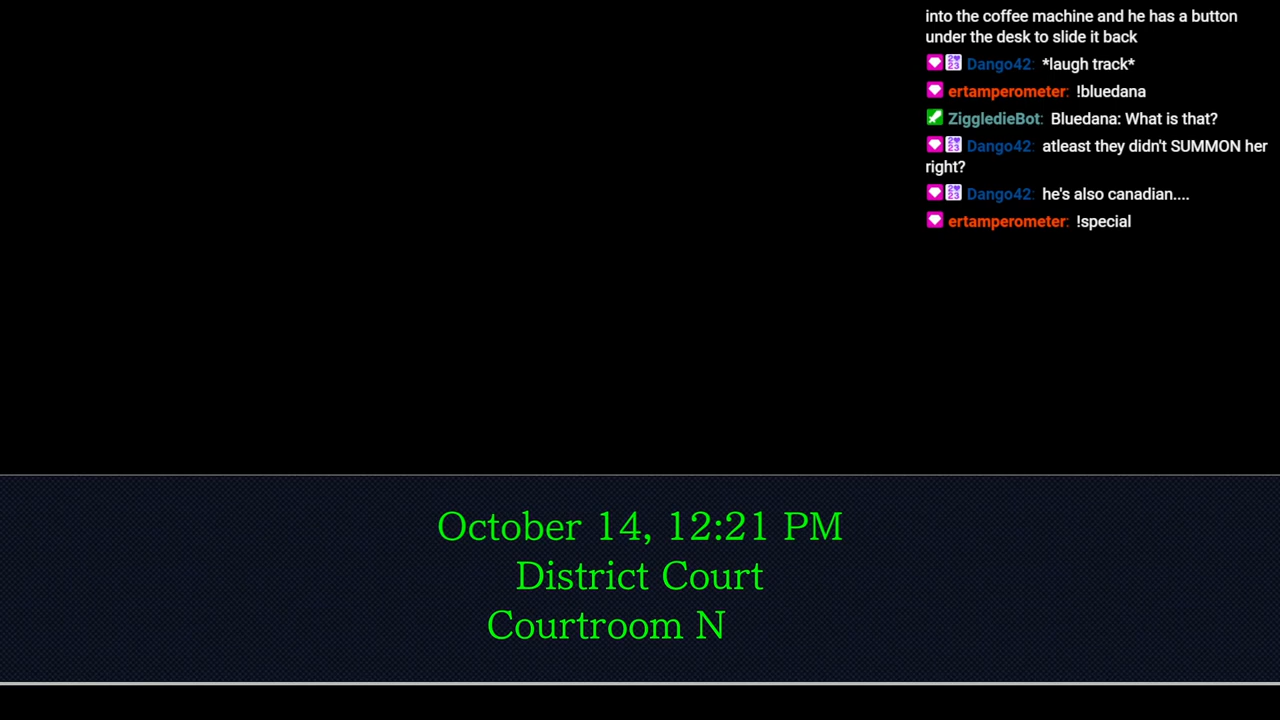 into the coffee machine and he has a button
under the desk to slide it back
Dango42: *laugh track*
ertamperometer: !bluedana
ZiggledieBot: Bluedana: What is that?
Dango42: atleast they didn't SUMMON her
right?
Dango42: he's also canadian....
ertamperometer: !special
October 14, 12:21 PM
District Court
Courtroom N